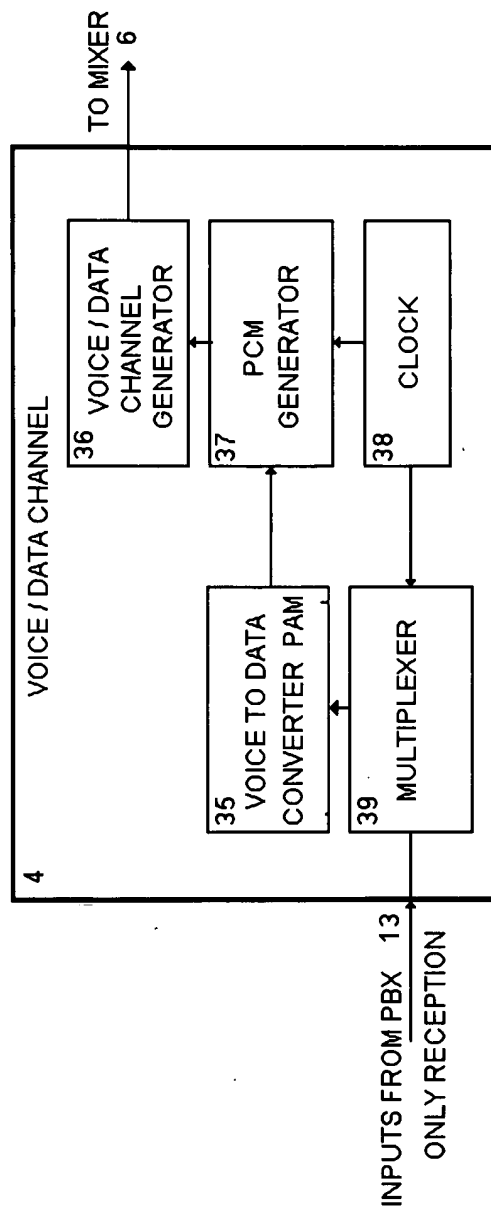 4
VOICE / DATA CHANNEL
36
VOICE / DATA
CHANNEL
GENERATOR
TO MIXER
6
35
VOICE TO DATA
CONVERTER PAM
37
PCM
GENERATOR
39
MULTIPLEXER
38
CLOCK
INPUTS FROM PBX 13
ONLY RECEPTION